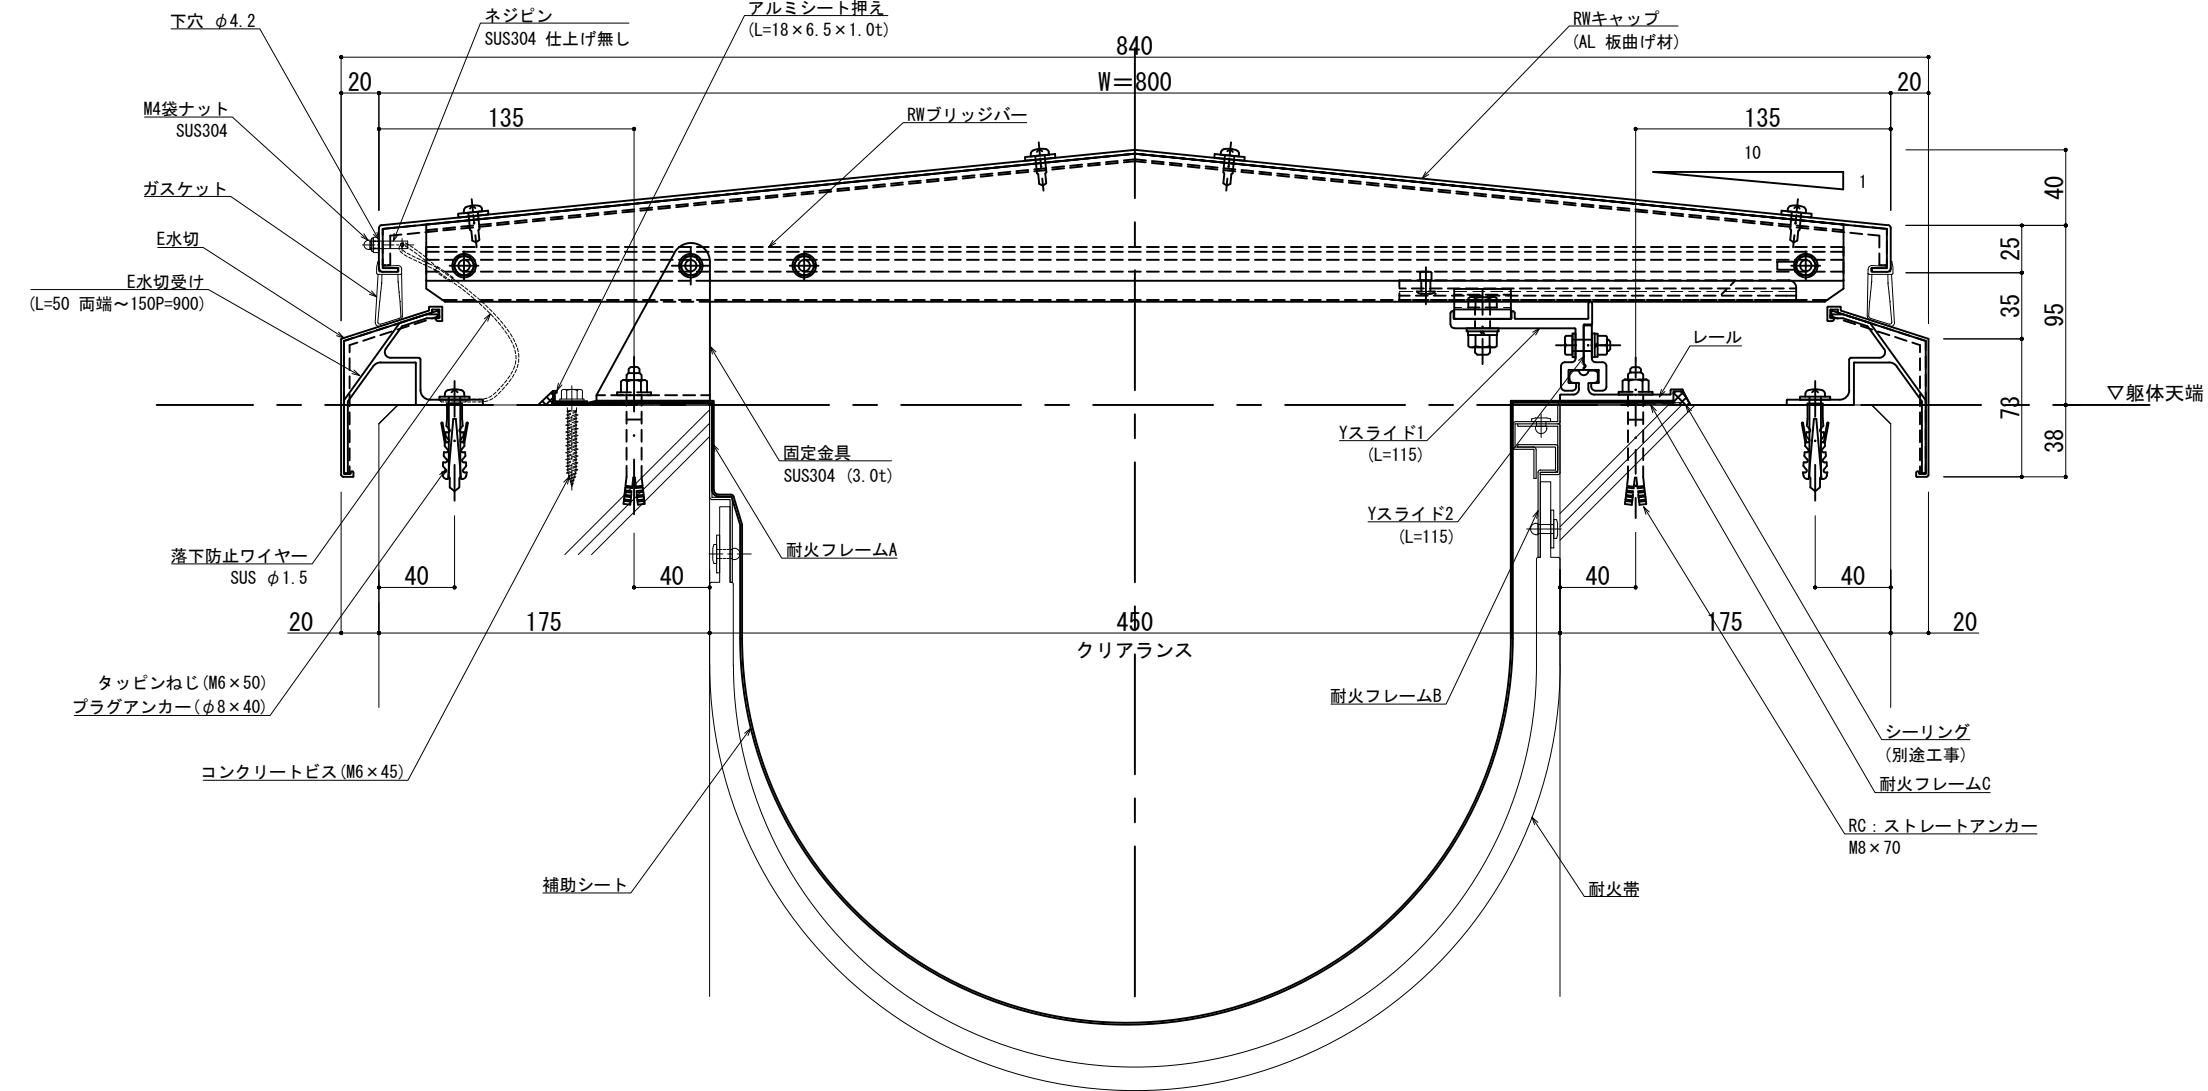 下穴 φ4.2
ネジピン
SUS304 仕上げ無し
アルミシート押え
(L=18×6.5×1.0t)
RWキャップ
(AL 板曲げ材)
840
20
W=800
20
M4袋ナット
SUS304
135
RWブリッジバー
135
10
1
ガスケット
40
E水切
25
E水切受け
(L=50 両端～150P=900)
35
95
レール
▽躯体天端
73
38
固定金具
SUS304 (3.0t)
Yスライド1
(L=115)
Yスライド2
(L=115)
落下防止ワイヤー
SUS φ1.5
耐火フレームA
40
40
40
40
20
175
450
175
20
クリアランス
タッピンねじ(M6×50)
プラグアンカー(φ8×40)
耐火フレームB
シーリング
(別途工事)
コンクリートビス(M6×45)
耐火フレームC
RC：ストレートアンカー
M8×70
補助シート
耐火帯